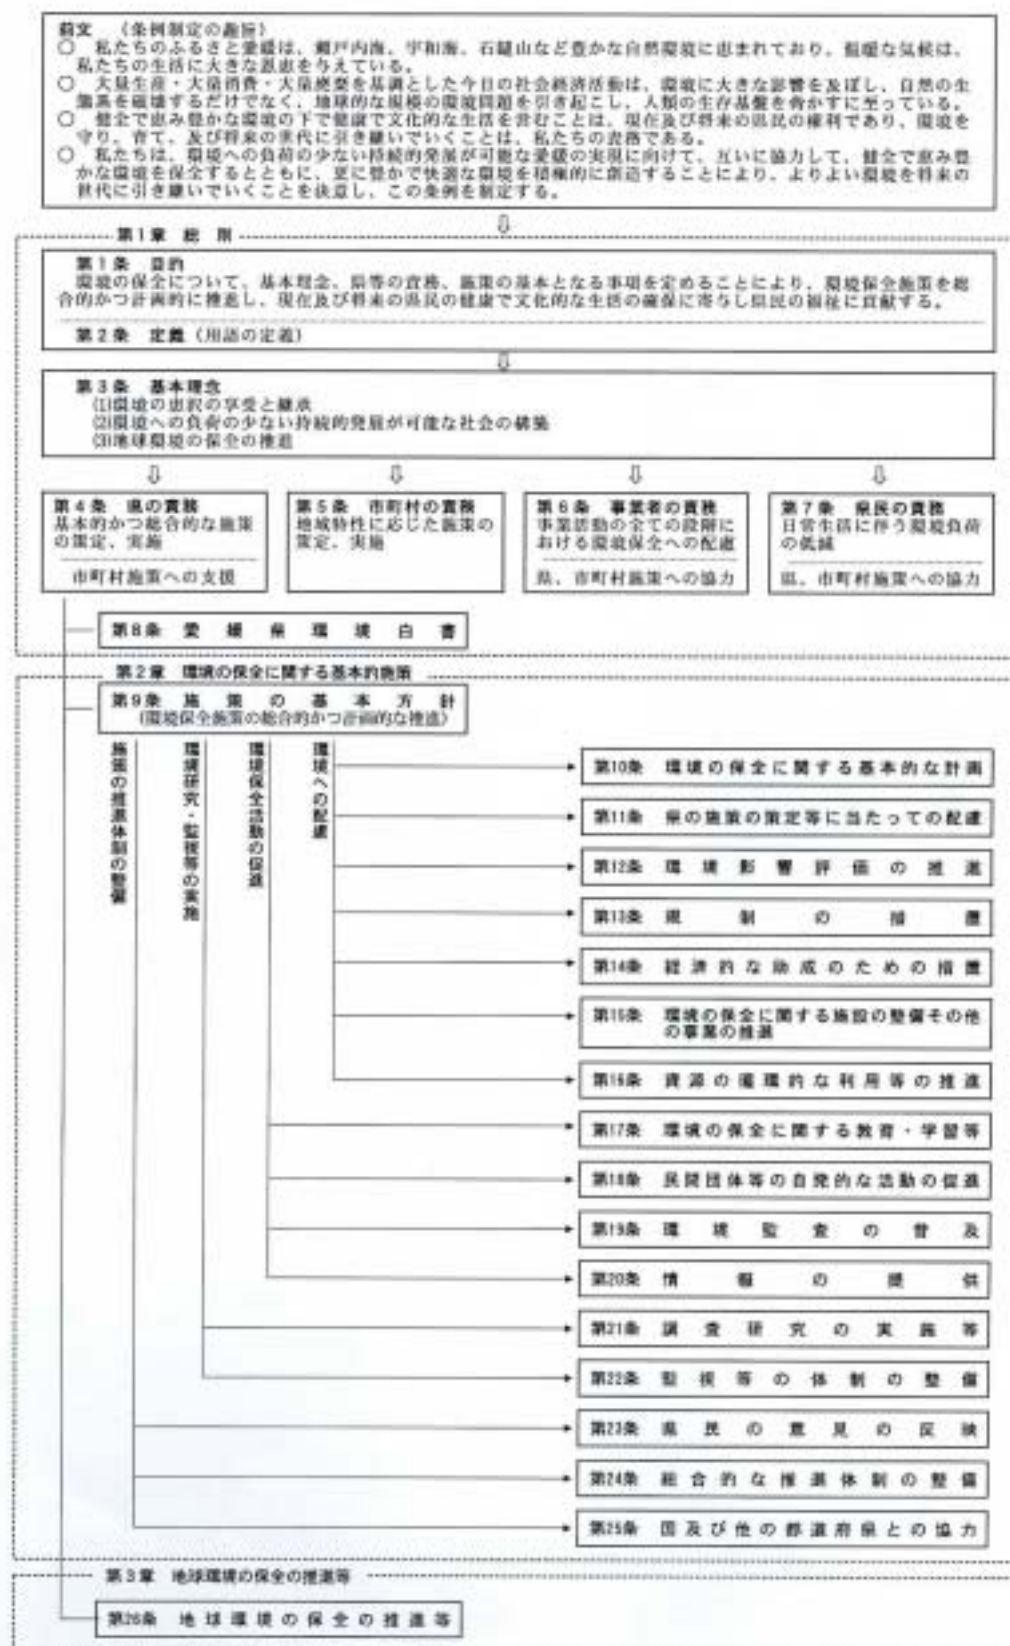 前文　（条例制定の趣旨）
○　私たちのふるさと愛媛は、瀬戸内海、宇和海、石鎚山など豊かな自然環境に恵まれており、温暖な気候は、
私たちの生活に大きな恩恵を与えている。
○　大量生産・大量消費・大量廃棄を基調とした今日の社会経済活動は、環境に大きな影響を及ぼし、自然の生
態系を破壊するだけでなく、地球的な規模の環境問題を引き起こし、人類の生存基盤を脅かすに至っている。
○　健全で恵み豊かな環境の下で健康で文化的な生活を営むことは、現在及び将来の県民の権利であり、環境を
守り、育て、及び将来の世代に引き継いでいくことは、私たちの責務である。
○　私たちは、環境への負荷の少ない持続的発展が可能な愛媛の実現に向けて、互いに協力して、健全で恵み豊
かな環境を保全するとともに、更に豊かで快適な環境を積極的に創造することにより、よりよい環境を将来の
世代に引き継いでいくことを決意し、この条例を制定する。
第1章　総　則
第1条　目的
環境の保全について、基本理念、県等の責務、施策の基本となる事項を定めることにより、環境保全施策を総
合的かつ計画的に推進し、現在及び将来の県民の健康で文化的な生活の確保に寄与し県民の福祉に貢献する。
第2条　定義（用語の定義）
第3条　基本理念
(1)環境の恵沢の享受と継承
(2)環境への負荷の少ない持続的発展が可能な社会の構築
(3)地球環境の保全の推進
第4条　県の責務
基本的かつ総合的な施策
の策定、実施
市町村施策への支援
第5条　市町村の責務
地域特性に応じた施策の
策定、実施
第6条　事業者の責務
事業活動の全ての段階に
おける環境保全への配慮
県、市町村施策への協力
第7条　県民の責務
日常生活に伴う環境負荷
の低減
県、市町村施策への協力
第8条　愛媛県環境白書
第2章　環境の保全に関する基本的施策
第9条　施策の基本方針
（環境保全施策の総合的かつ計画的な推進）
施策の推進体制の整備
環境研究・監視等の実施
環境保全活動の促進
環境への配慮
第10条　環境の保全に関する基本的な計画
第11条　県の施策の策定等に当たっての配慮
第12条　環境影響評価の推進
第13条　規制の措置
第14条　経済的な助成のための措置
第15条　環境の保全に関する施設の整備その他
の事業の推進
第16条　資源の循環的な利用等の推進
第17条　環境の保全に関する教育・学習等
第18条　民間団体等の自発的な活動の促進
第19条　環境監査の普及
第20条　情報の提供
第21条　調査研究の実施等
第22条　監視等の体制の整備
第23条　県民の意見の反映
第24条　総合的な推進体制の整備
第25条　国及び他の都道府県との協力
第3章　地球環境の保全の推進等
第26条　地球環境の保全の推進等